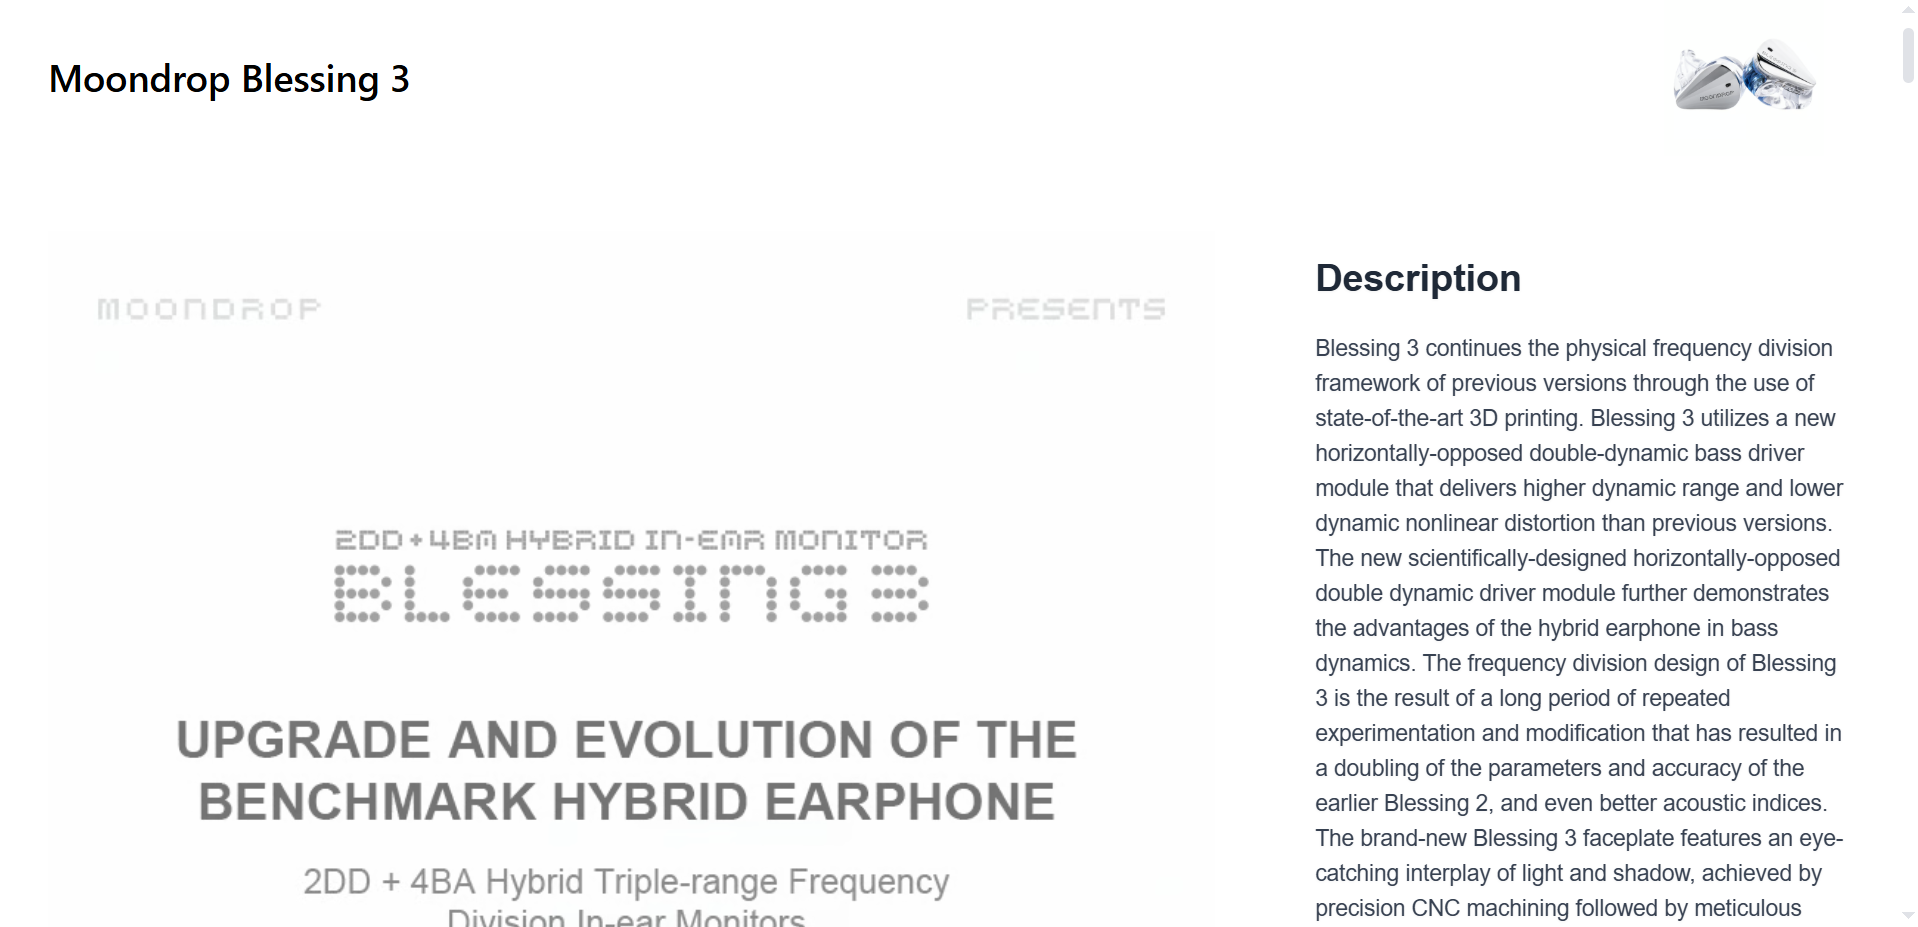 Moondrop Blessing 3
MOONDROP
PRESENTS
2DD+4BA HYBRID IN-EAR MONITOR
BLESSING 3
UPGRADE AND EVOLUTION OF THE
BENCHMARK HYBRID EARPHONE
2DD + 4BA Hybrid Triple-range Frequency
Division In-ear Monitors
Description
Blessing 3 continues the physical frequency division
framework of previous versions through the use of
state-of-the-art 3D printing. Blessing 3 utilizes a new
horizontally-opposed double-dynamic bass driver
module that delivers higher dynamic range and lower
dynamic nonlinear distortion than previous versions.
The new scientifically-designed horizontally-opposed
double dynamic driver module further demonstrates
the advantages of the hybrid earphone in bass
dynamics. The frequency division design of Blessing
3 is the result of a long period of repeated
experimentation and modification that has resulted in
a doubling of the parameters and accuracy of the
earlier Blessing 2, and even better acoustic indices.
The brand-new Blessing 3 faceplate features an eye-
catching interplay of light and shadow, achieved by
precision CNC machining followed by meticulous